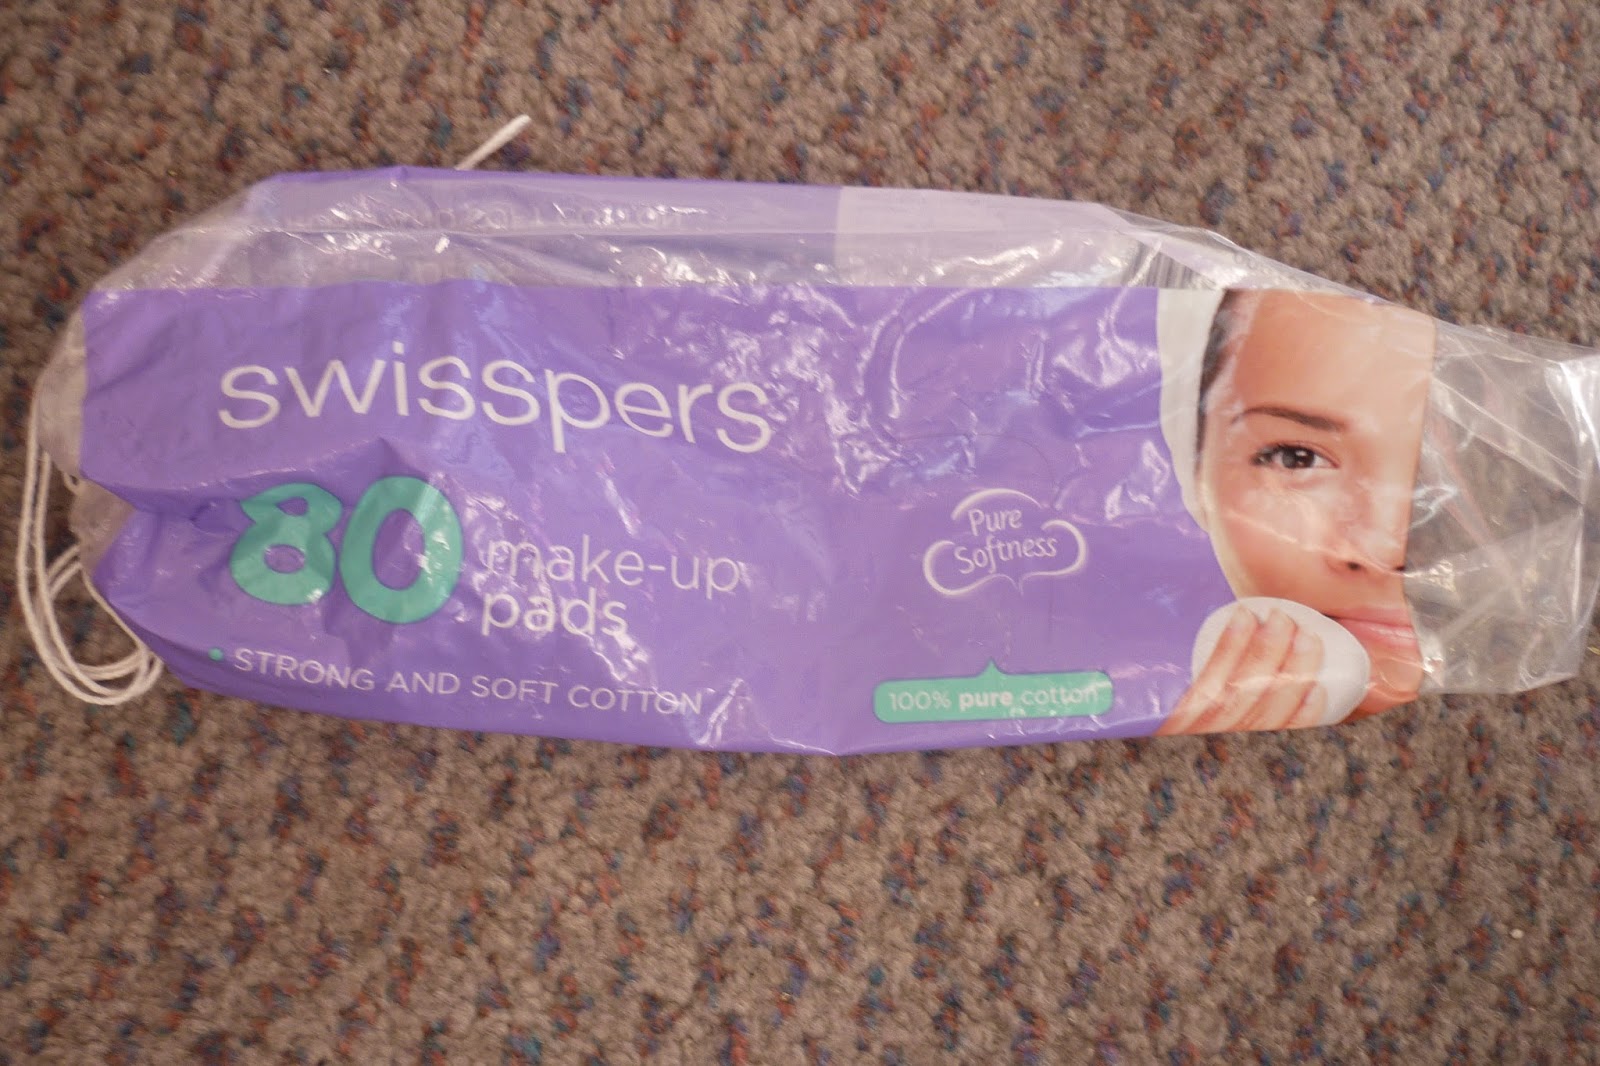 swisspers
80 make-up
pads
• STRONG AND SOFT COTTON
Pure
Softness
100% pure cotton